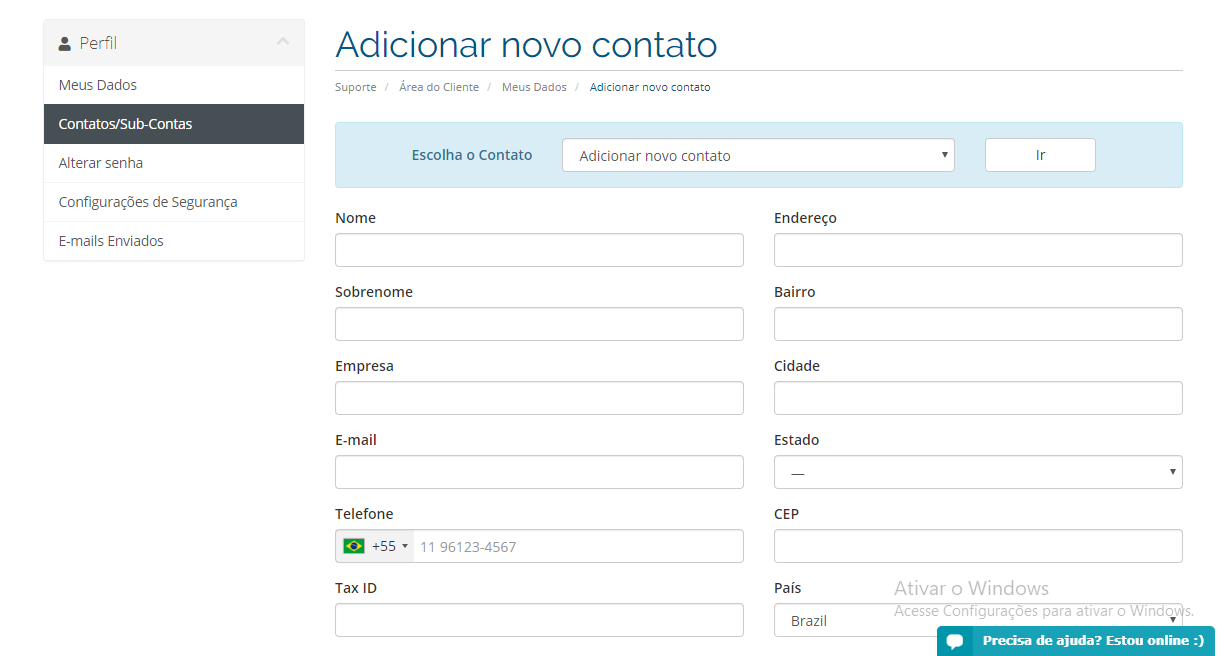 Perfil
Meus Dados
Contatos/Sub-Contas
Alterar senha
Configurações de Segurança
E-mails Enviados
Adicionar novo contato
Suporte / Área do Cliente / Meus Dados / Adicionar novo contato
Escolha o Contato
Adicionar novo contato
Ir
Nome
Endereço
Sobrenome
Bairro
Empresa
Cidade
E-mail
Estado
—
Telefone
CEP
+55
11 96123-4567
Tax ID
País
Brazil
Ativar o Windows
Acesse Configurações para ativar o Windows.
Precisa de ajuda? Estou online :)